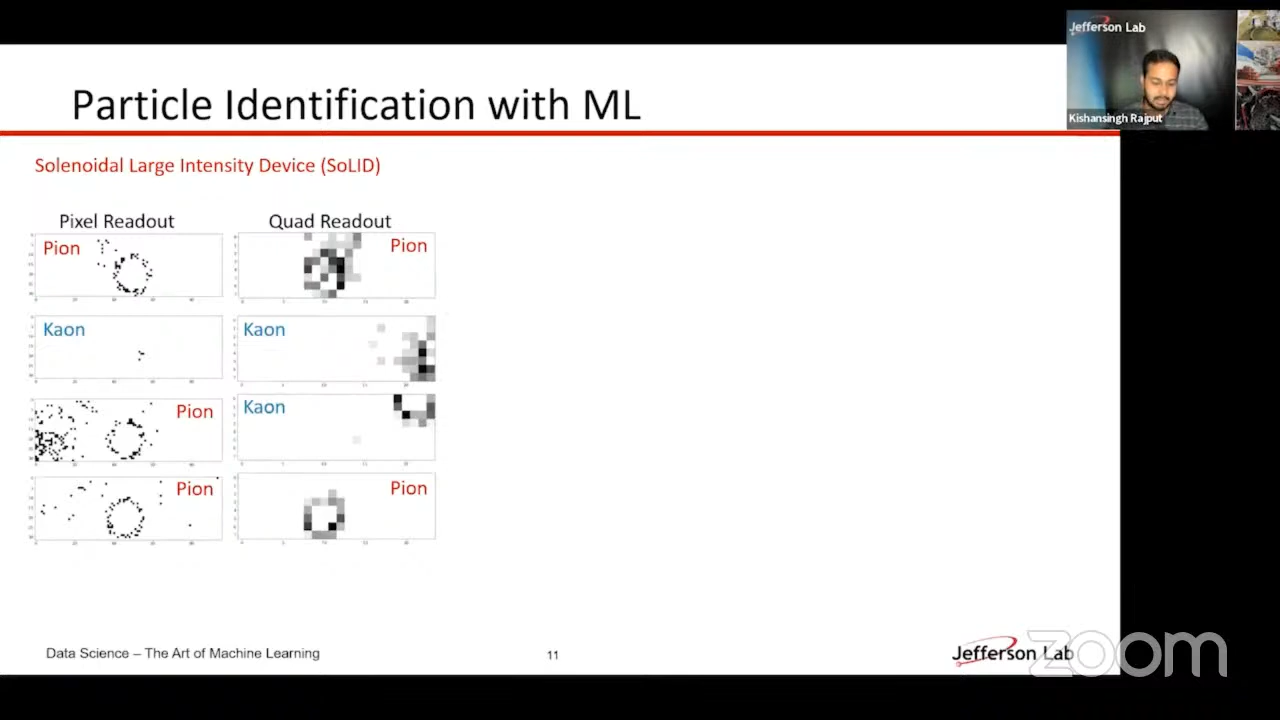 Jefferson Lab
Kishansingh Rajput
Particle Identification with ML
Solenoidal Large Intensity Device (SoLID)
Pixel Readout
Quad Readout
Pion
Pion
Kaon
Kaon
Pion
Kaon
Pion
Pion
Data Science – The Art of Machine Learning
11
Jefferson Lab
zoom